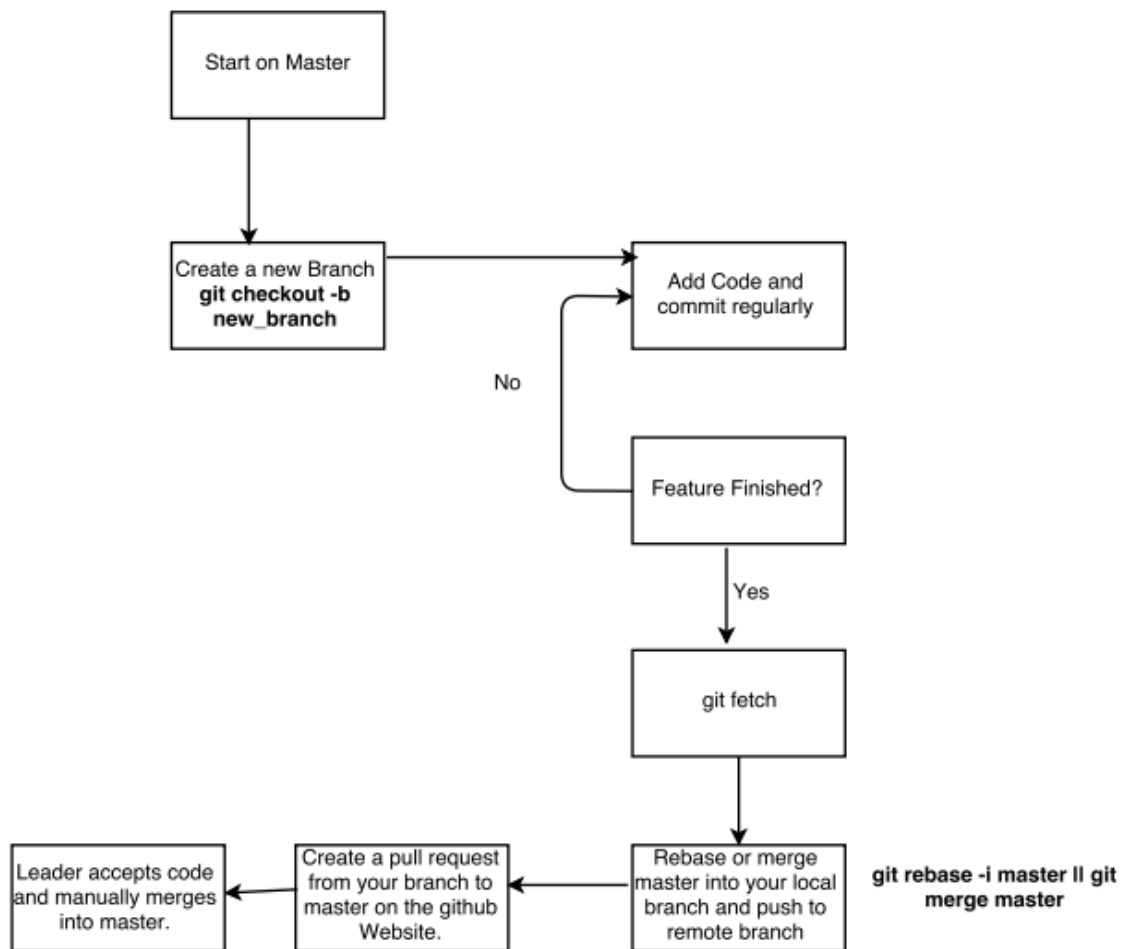 Start on Master
Create a new Branch
git checkout -b
new_branch
Add Code and
commit regularly
No
Feature Finished?
Yes
git fetch
Rebase or merge
master into your local
branch and push to
remote branch
git rebase -i master || git
merge master
Create a pull request
from your branch to
master on the github
Website.
Leader accepts code
and manually merges
into master.